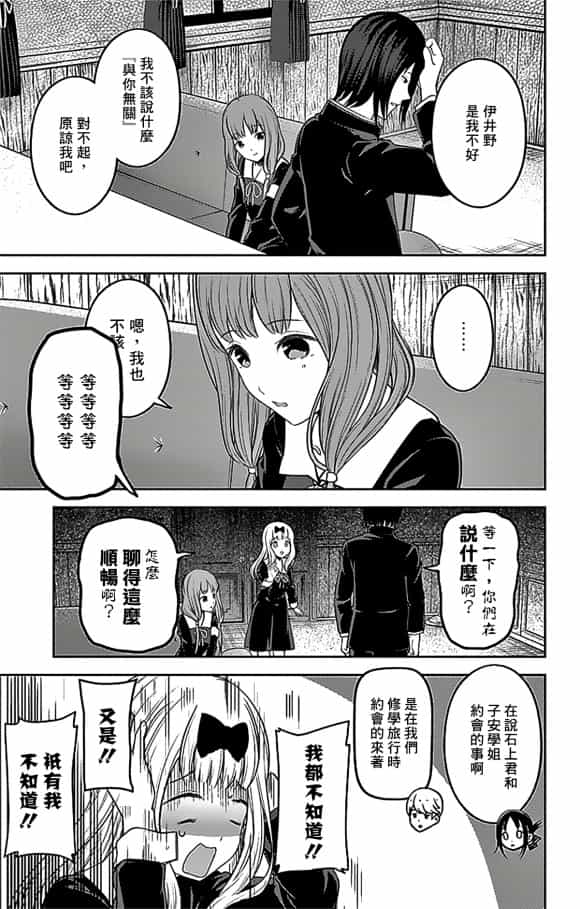 伊井野
是我不好
我不該說什麼
『與你無關』
對不起，
原諒我吧
……
嗯，我也
不該
等等等等
等等等等
等一下，你們在
說什麼啊？
怎麼
聊得這麼
順暢啊？
在說石上君和
子安學姐
約會的事啊
是在我們
修學旅行時
約會的來著
我都不知道!!
又是!!
祇有我
不知道!!